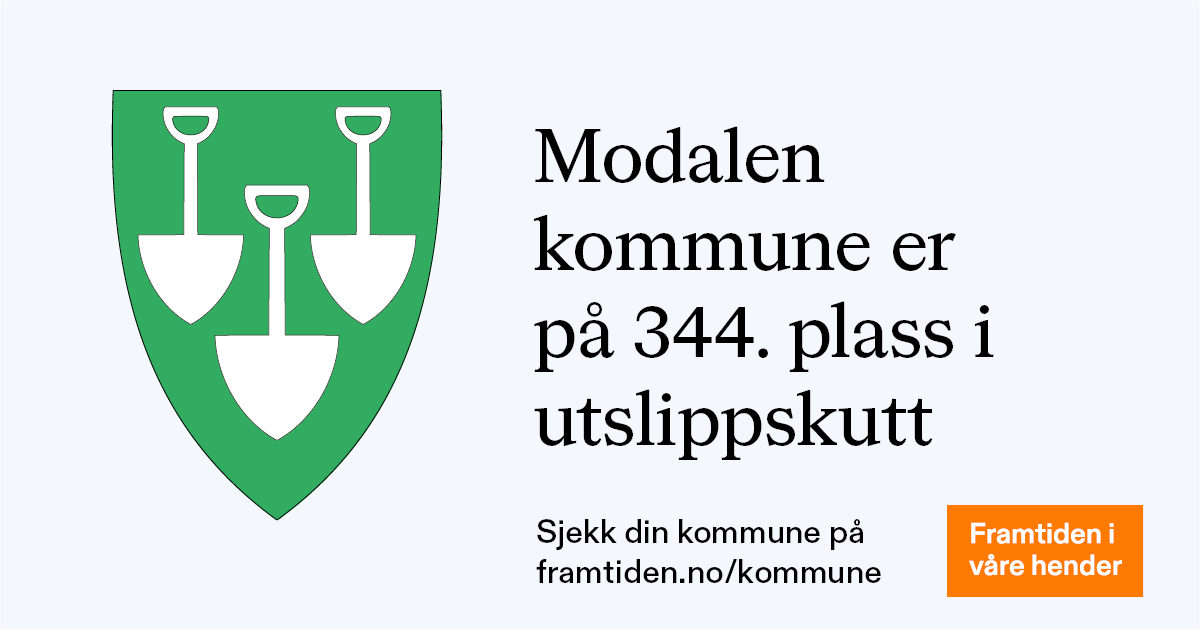 Modalen
kommune er
på 344. plass i
utslippskutt
Sjekk din kommune på
framtiden.no/kommune
Framtiden i
våre hender